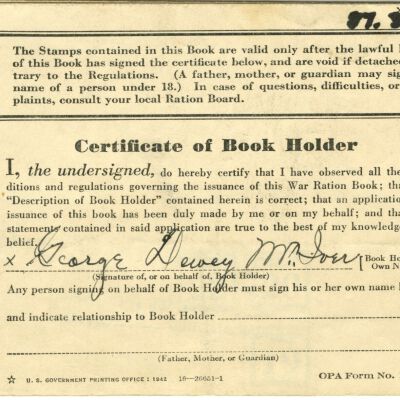 The Stamps contained in this Book are valid only after the lawful
of this Book has signed the certificate below, and are void if detached
trary to the Regulations. (A father, mother, or guardian may sign
name of a person under 18.) In case of questions, difficulties, or
plaints, consult your local Ration Board.
Certificate of Book Holder
I, the undersigned, do hereby certify that I have observed all the
ditions and regulations governing the issuance of this War Ration Book; that
"Description of Book Holder" contained herein is correct; that an application
issuance of this book has been duly made by me or on my behalf; and that
statements contained in said application are true to the best of my knowledge
belief.
x George Dewey McIver
Book Ho
Own N
(Signature of, or on behalf of, Book Holder)
Any person signing on behalf of Book Holder must sign his or her own name
and indicate relationship to Book Holder
(Father, Mother, or Guardian)
☆ U. S. GOVERNMENT PRINTING OFFICE : 1942 16—26651-1 OPA Form No.